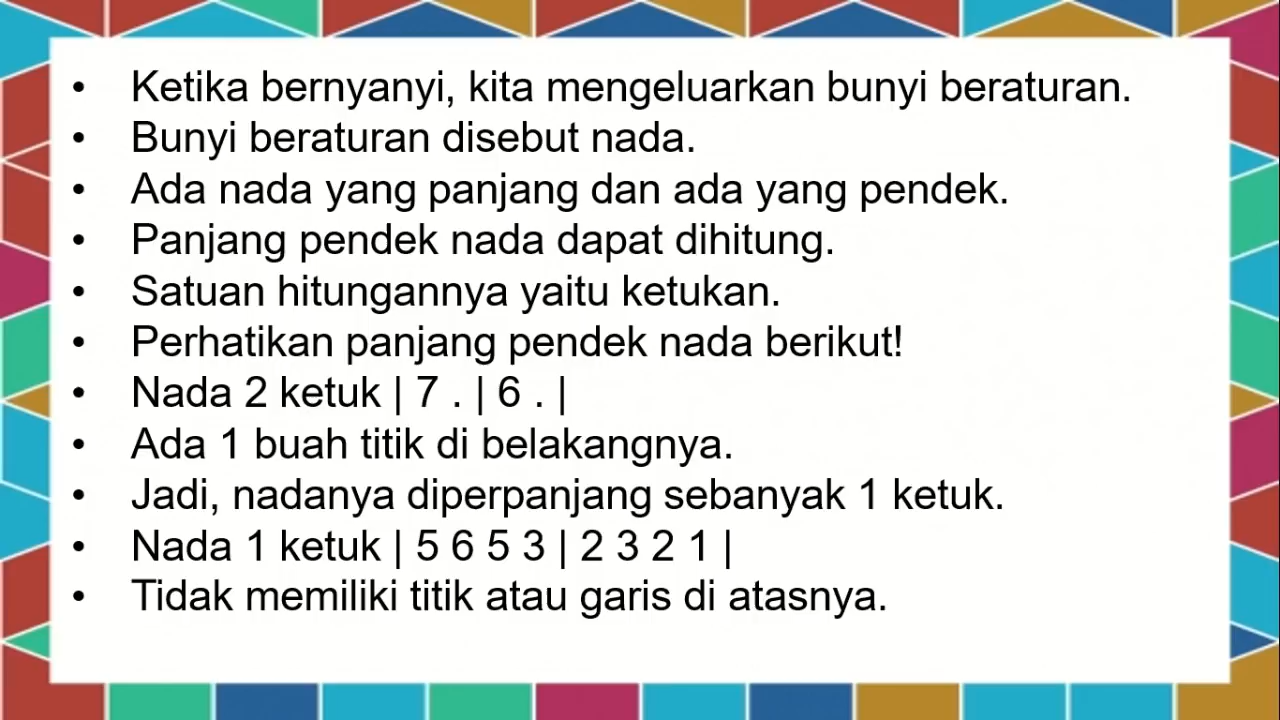 • Ketika bernyanyi, kita mengeluarkan bunyi beraturan.
• Bunyi beraturan disebut nada.
• Ada nada yang panjang dan ada yang pendek.
• Panjang pendek nada dapat dihitung.
• Satuan hitungannya yaitu ketukan.
• Perhatikan panjang pendek nada berikut!
• Nada 2 ketuk | 7 . | 6 . |
• Ada 1 buah titik di belakangnya.
• Jadi, nadanya diperpanjang sebanyak 1 ketuk.
• Nada 1 ketuk | 5 6 5 3 | 2 3 2 1 |
• Tidak memiliki titik atau garis di atasnya.